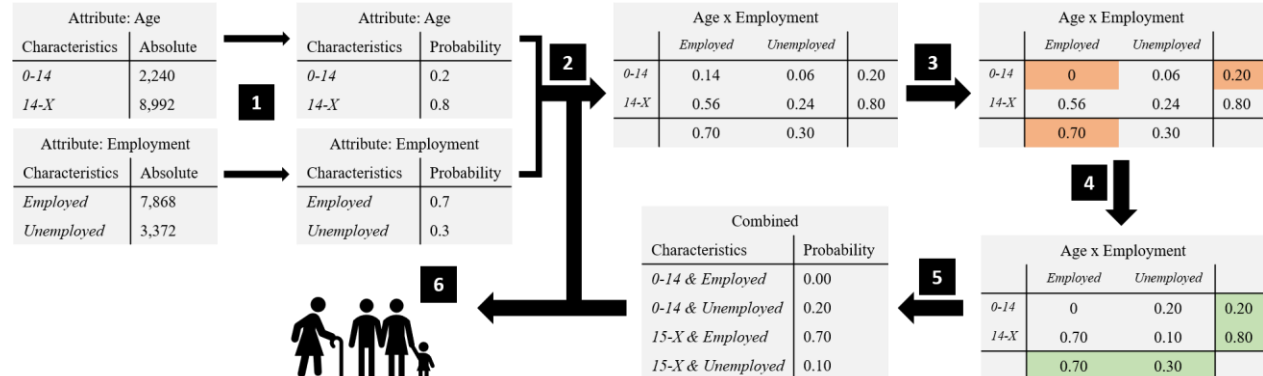 Attribute: Age
Characteristics Absolute
0-14 2,240
14-X 8,992
Attribute: Employment
Characteristics Absolute
Employed 7,868
Unemployed 3,372
1
Attribute: Age
Characteristics Probability
0-14 0.2
14-X 0.8
Attribute: Employment
Characteristics Probability
Employed 0.7
Unemployed 0.3
2
Age x Employment
Employed Unemployed
0-14 0.14 0.06 0.20
14-X 0.56 0.24 0.80
0.70 0.30
3
Age x Employment
Employed Unemployed
0-14 0 0.06 0.20
14-X 0.56 0.24 0.80
0.70 0.30
4
Age x Employment
Employed Unemployed
0-14 0 0.20 0.20
14-X 0.70 0.10 0.80
0.70 0.30
5
Combined
Characteristics Probability
0-14 & Employed 0.00
0-14 & Unemployed 0.20
15-X & Employed 0.70
15-X & Unemployed 0.10
6